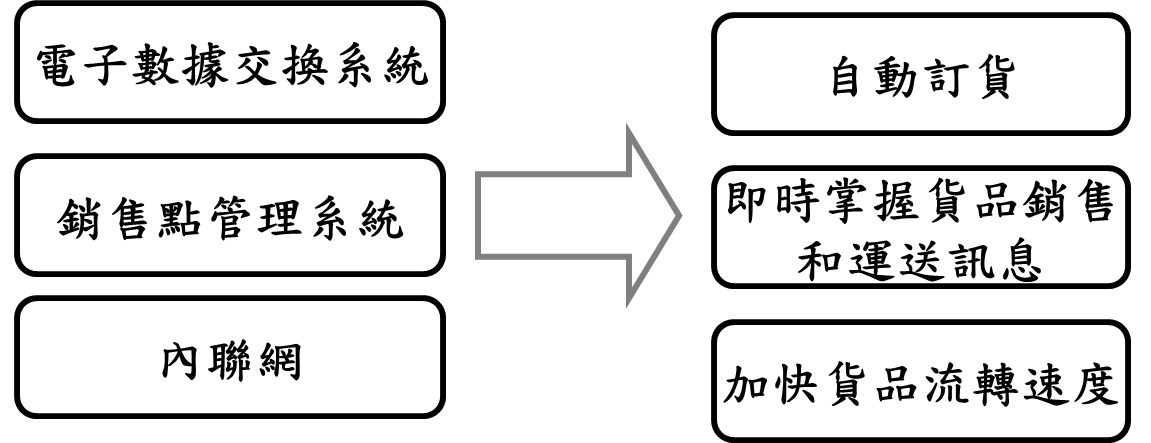 電子數據交換系統
銷售點管理系統
內聯網
自動訂貨
即時掌握貨品銷售
和運送訊息
加快貨品流轉速度